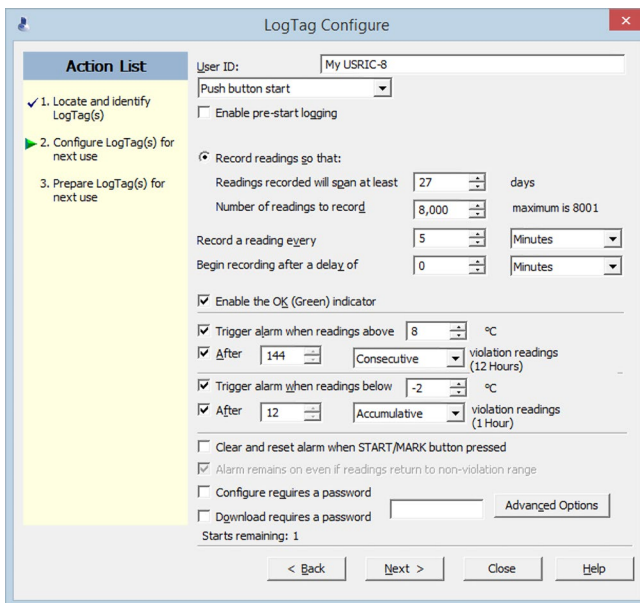 LogTag Configure
Action List
1. Locate and identify
LogTag(s)
2. Configure LogTag(s) for
next use
3. Prepare LogTag(s) for
next use
User ID: My USRIC-8
Push button start
Enable pre-start logging
Record readings so that:
Readings recorded will span at least 27 days
Number of readings to record 8,000 maximum is 8001
Record a reading every 5 Minutes
Begin recording after a delay of 0 Minutes
Enable the OK (Green) indicator
Trigger alarm when readings above 8 °C
After 144 Consecutive violation readings
(12 Hours)
Trigger alarm when readings below -2 °C
After 12 Accumulative violation readings
(1 Hour)
Clear and reset alarm when START/MARK button pressed
Alarm remains on even if readings return to non-violation range
Configure requires a password
Download requires a password
Advanced Options
Starts remaining: 1
< Back Next > Close Help